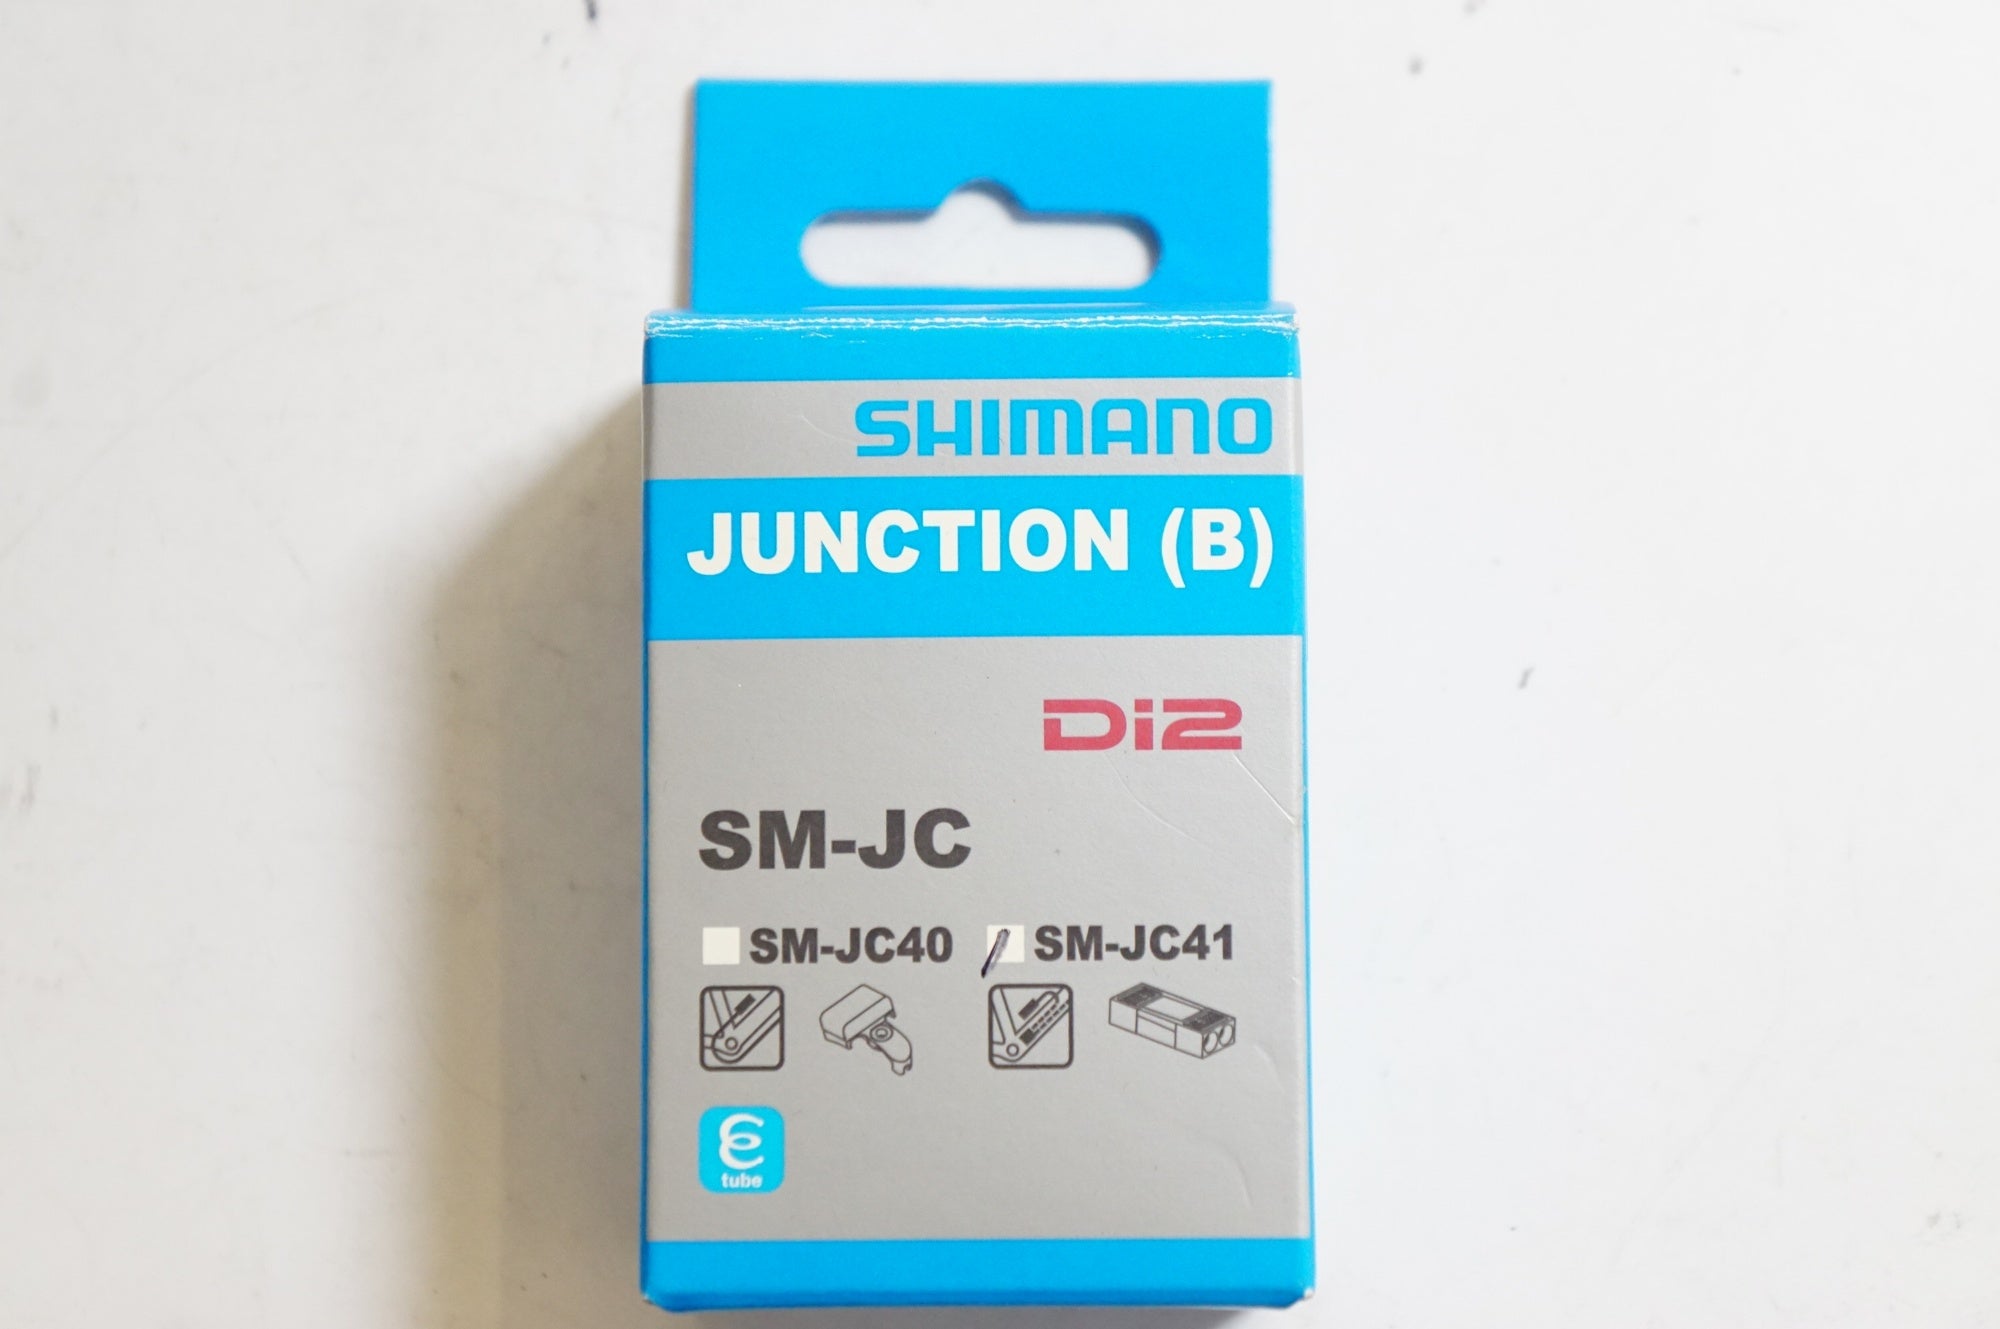 SHIMANO
JUNCTION (B)
Di2
SM-JC
SM-JC40 SM-JC41
E
tube